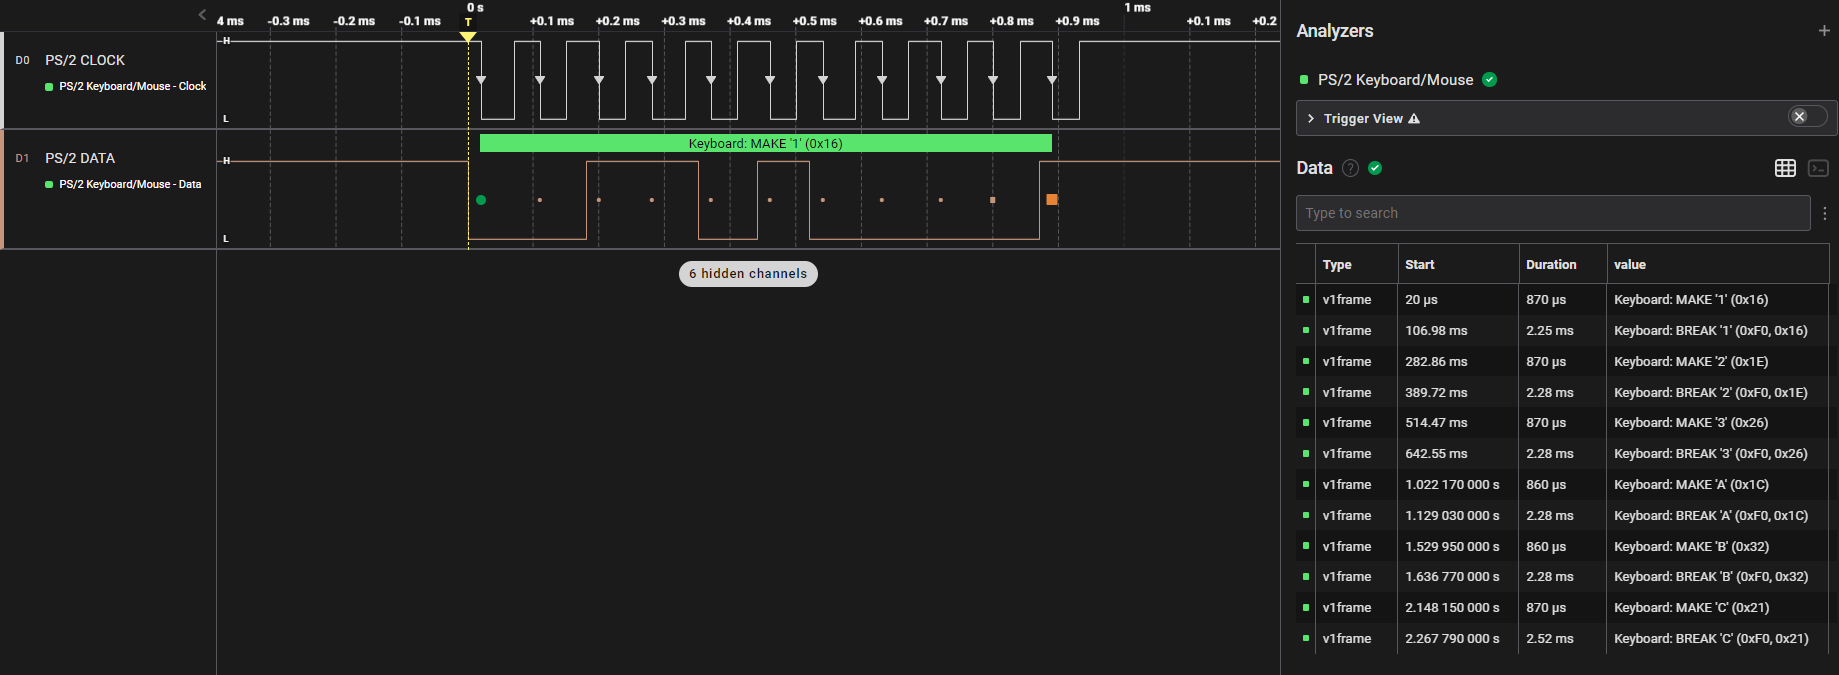 4 ms -0.3 ms -0.2 ms -0.1 ms 0 s +0.1 ms +0.2 ms +0.3 ms +0.4 ms +0.5 ms +0.6 ms +0.7 ms +0.8 ms +0.9 ms 1 ms +0.1 ms +0.2
T
D0 PS/2 CLOCK
PS/2 Keyboard/Mouse - Clock
H
L
D1 PS/2 DATA
PS/2 Keyboard/Mouse - Data
H
L
Keyboard: MAKE '1' (0x16)
6 hidden channels
Analyzers
PS/2 Keyboard/Mouse
Trigger View
Data
Type to search
Type Start Duration value
v1frame 20 µs 870 µs Keyboard: MAKE '1' (0x16)
v1frame 106.98 ms 2.25 ms Keyboard: BREAK '1' (0xF0, 0x16)
v1frame 282.86 ms 870 µs Keyboard: MAKE '2' (0x1E)
v1frame 389.72 ms 2.28 ms Keyboard: BREAK '2' (0xF0, 0x1E)
v1frame 514.47 ms 870 µs Keyboard: MAKE '3' (0x26)
v1frame 642.55 ms 2.28 ms Keyboard: BREAK '3' (0xF0, 0x26)
v1frame 1.022 170 000 s 860 µs Keyboard: MAKE 'A' (0x1C)
v1frame 1.129 030 000 s 2.28 ms Keyboard: BREAK 'A' (0xF0, 0x1C)
v1frame 1.529 950 000 s 860 µs Keyboard: MAKE 'B' (0x32)
v1frame 1.636 770 000 s 2.28 ms Keyboard: BREAK 'B' (0xF0, 0x32)
v1frame 2.148 150 000 s 870 µs Keyboard: MAKE 'C' (0x21)
v1frame 2.267 790 000 s 2.52 ms Keyboard: BREAK 'C' (0xF0, 0x21)